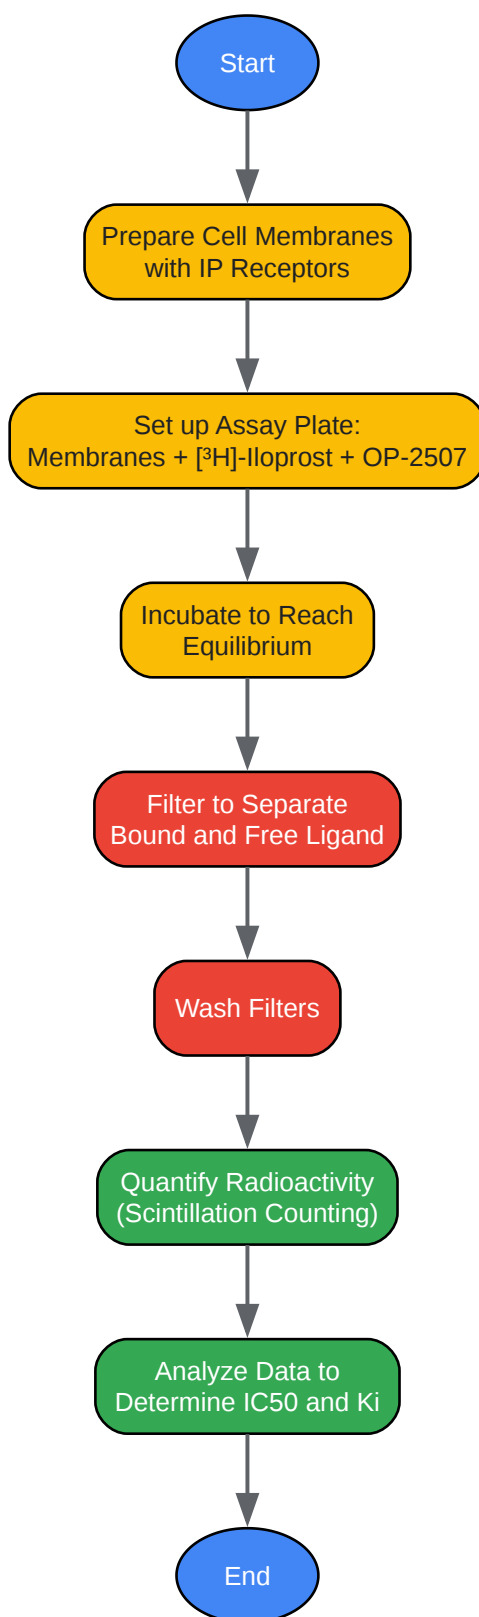 Start
Prepare Cell Membranes
with IP Receptors
Set up Assay Plate:
Membranes + [³H]-Iloprost + OP-2507
Incubate to Reach
Equilibrium
Filter to Separate
Bound and Free Ligand
Wash Filters
Quantify Radioactivity
(Scintillation Counting)
Analyze Data to
Determine IC50 and Ki
End